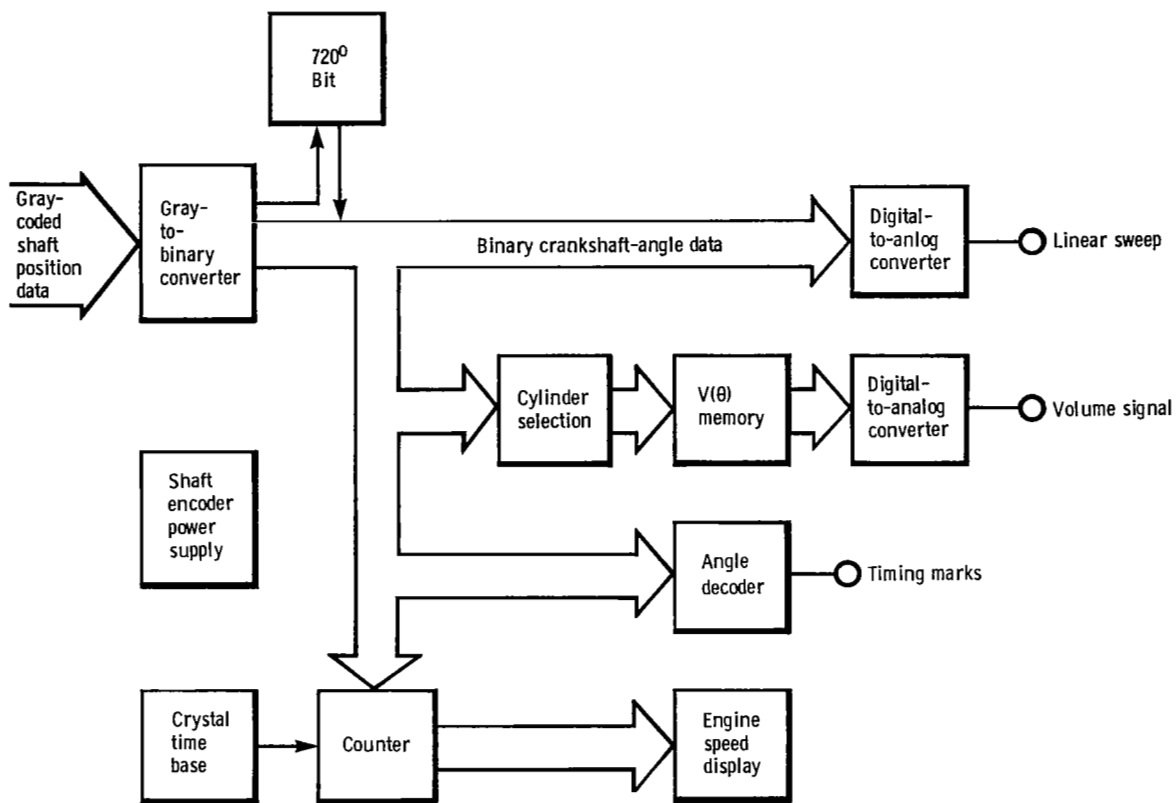 720⁰
Bit
Gray-
coded
shaft
position
data
Gray-
to-
binary
converter
Binary crankshaft-angle data
Digital-
to-anlog
converter
Linear sweep
Cylinder
selection
V(θ)
memory
Digital-
to-analog
converter
Volume signal
Shaft
encoder
power
supply
Angle
decoder
Timing marks
Crystal
time
base
Counter
Engine
speed
display